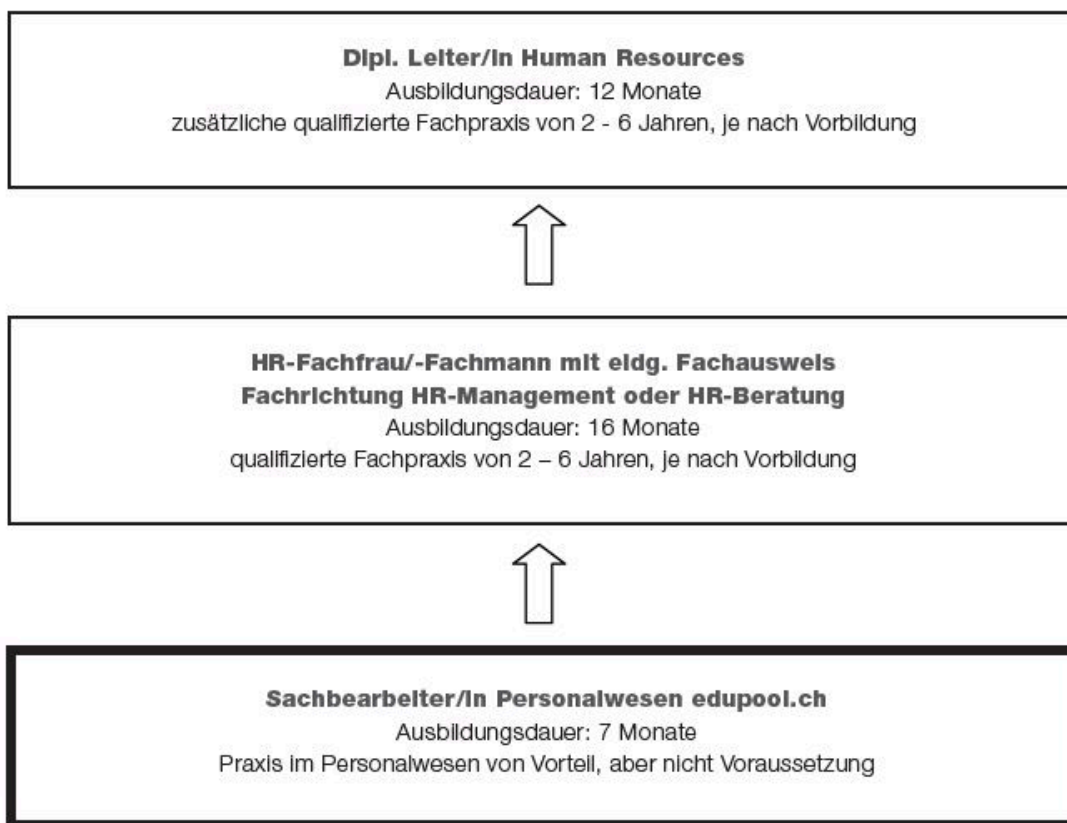 Dipl. Leiter/in Human Resources
Ausbildungsdauer: 12 Monate
zusätzliche qualifizierte Fachpraxis von 2 - 6 Jahren, je nach Vorbildung
HR-Fachfrau/-Fachmann mit eidg. Fachausweis
Fachrichtung HR-Management oder HR-Beratung
Ausbildungsdauer: 16 Monate
qualifizierte Fachpraxis von 2 – 6 Jahren, je nach Vorbildung
Sachbearbeiter/in Personalwesen edupool.ch
Ausbildungsdauer: 7 Monate
Praxis im Personalwesen von Vorteil, aber nicht Voraussetzung